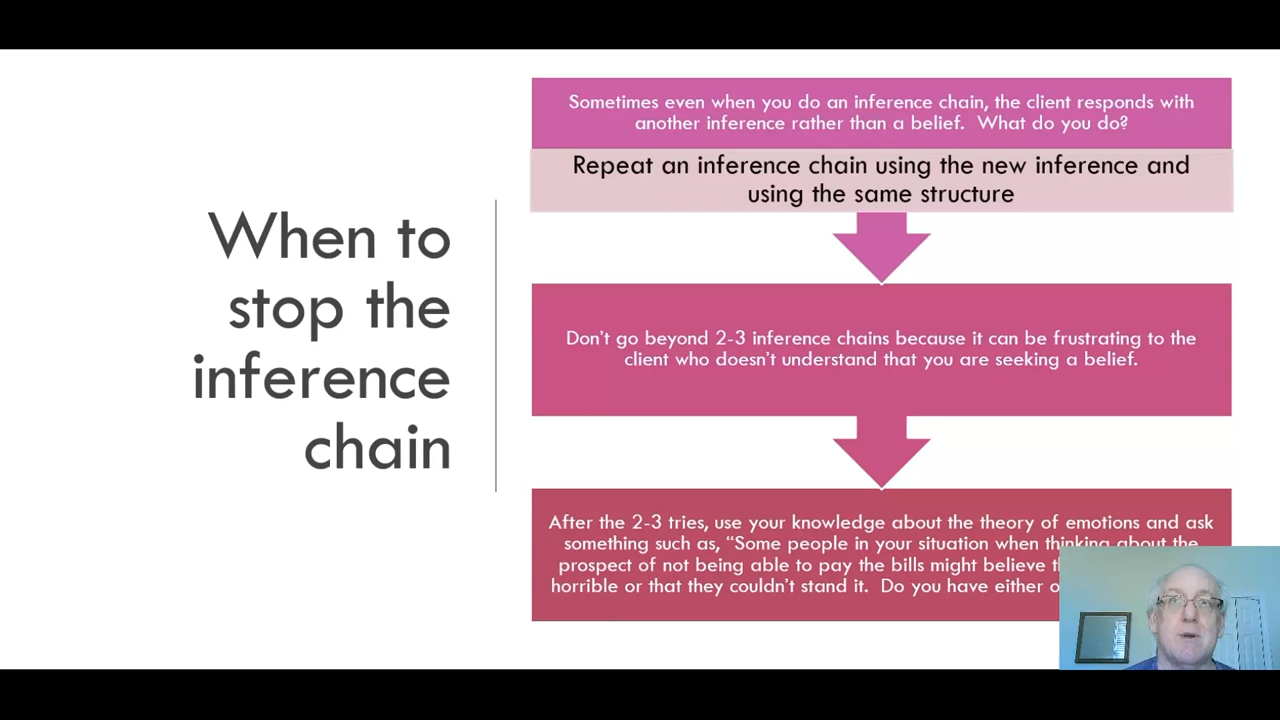 When to
stop the
inference
chain
Sometimes even when you do an inference chain, the client responds with
another inference rather than a belief.  What do you do?
Repeat an inference chain using the new inference and
using the same structure
Don't go beyond 2-3 inference chains because it can be frustrating to the
client who doesn't understand that you are seeking a belief.
After the 2-3 tries, use your knowledge about the theory of emotions and ask
something such as, “Some people in your situation when thinking about the
prospect of not being able to pay the bills might believe
horrible or that they couldn't stand it.  Do you have either